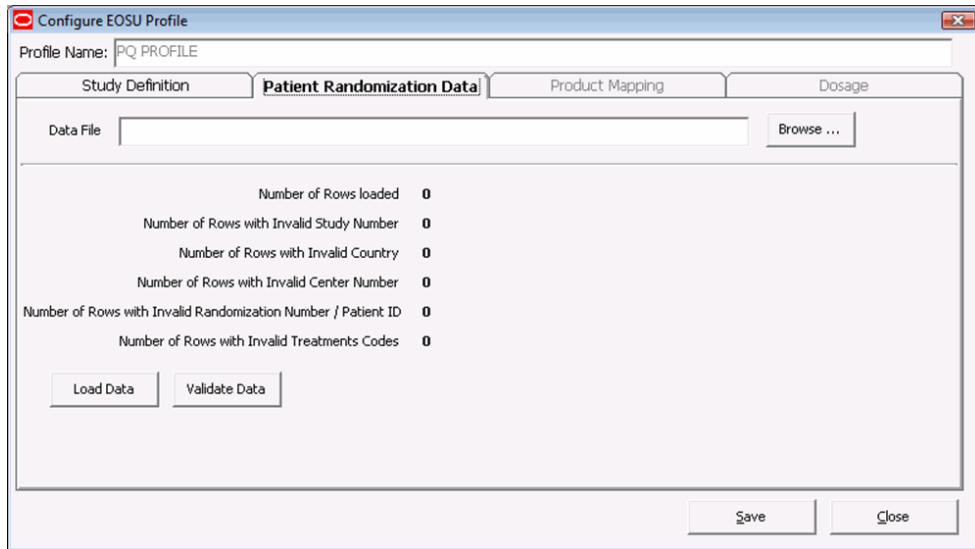 Configure EOSU Profile
Profile Name: PQ PROFILE
Study Definition Patient Randomization Data Product Mapping Dosage
Data File Browse ...
Number of Rows loaded 0
Number of Rows with Invalid Study Number 0
Number of Rows with Invalid Country 0
Number of Rows with Invalid Center Number 0
Number of Rows with Invalid Randomization Number / Patient ID 0
Number of Rows with Invalid Treatments Codes 0
Load Data Validate Data
Save Close